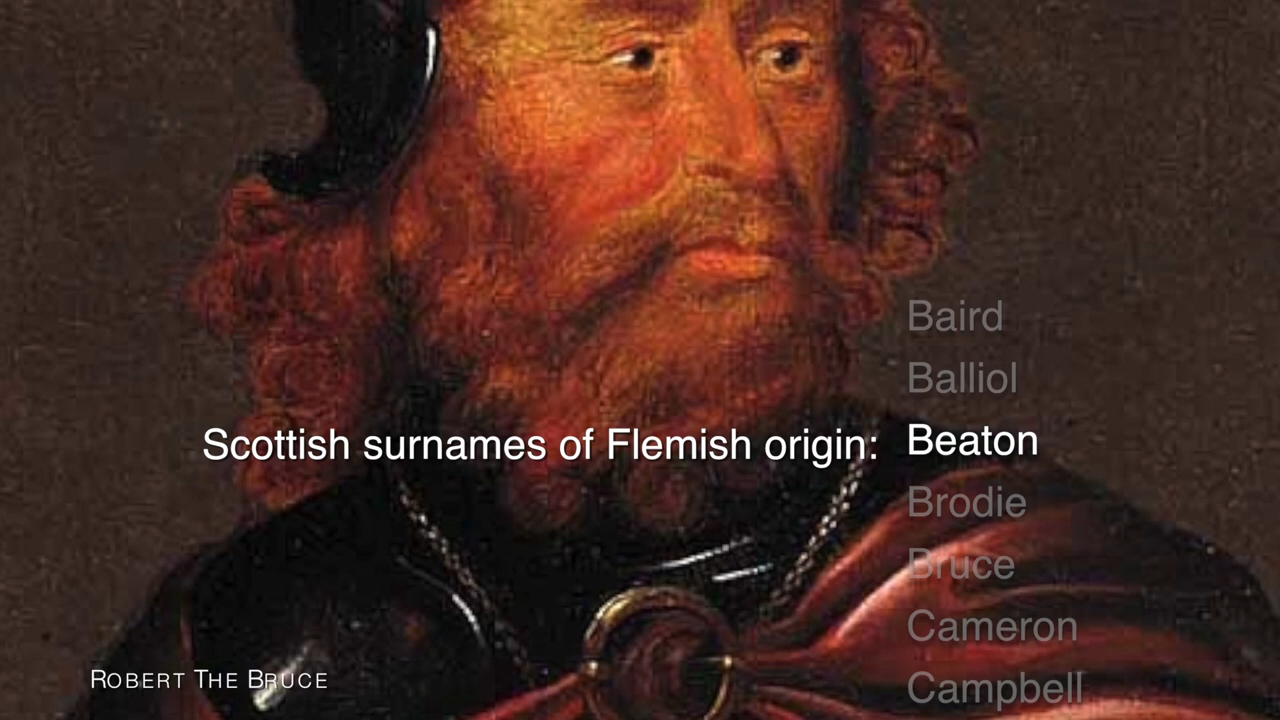 Baird
Balliol
Scottish surnames of Flemish origin: Beaton
Brodie
Bruce
Cameron
Campbell
ROBERT THE BRUCE